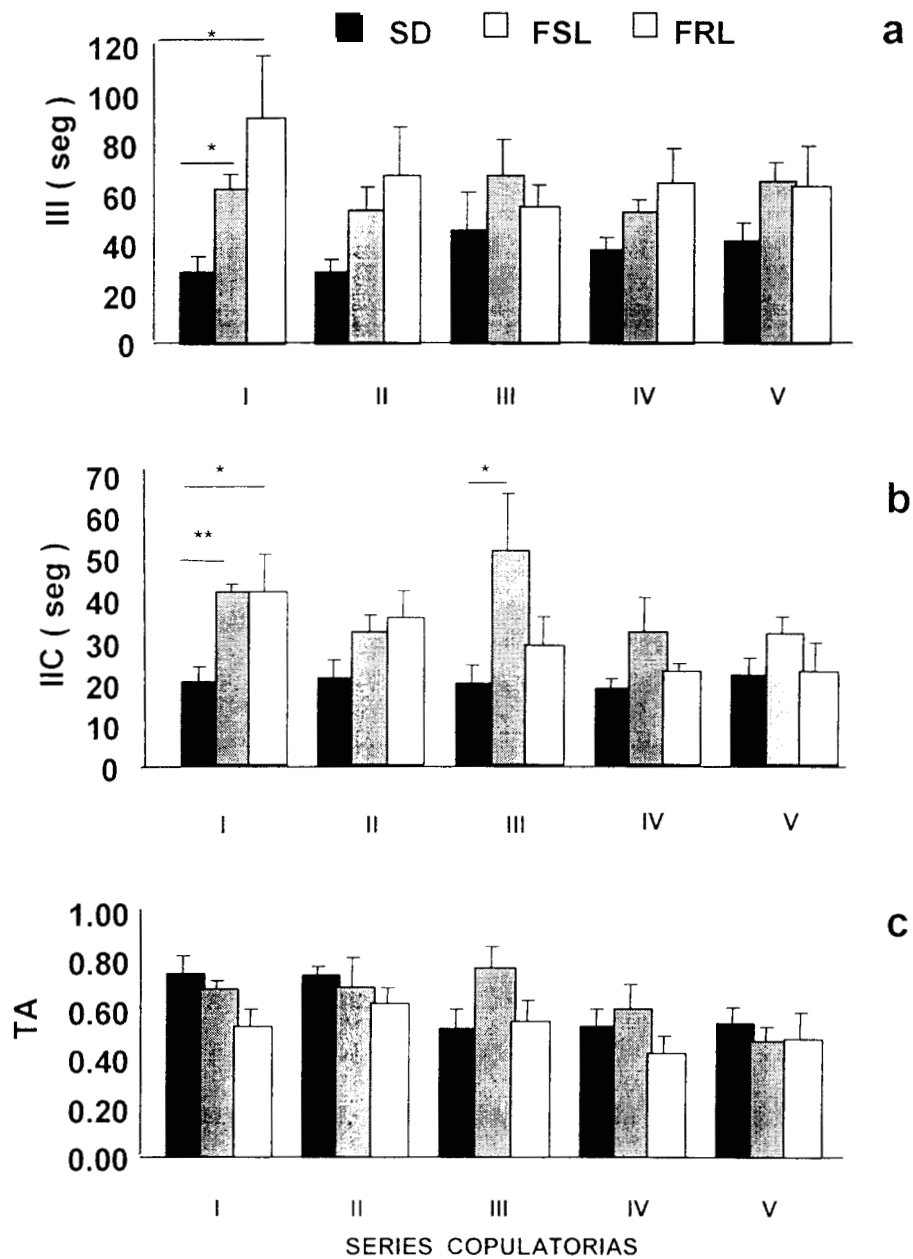 SD FSL FRL a
120
100
80
60
40
20
0
III ( seg )
* *
I II III IV V
b
70
60
50
40
30
20
10
0
IIC ( seg )
* ** *
I II III IV V
c
1.00
0.80
0.60
0.40
0.20
0.00
TA
I II III IV V
SERIES COPULATORIAS